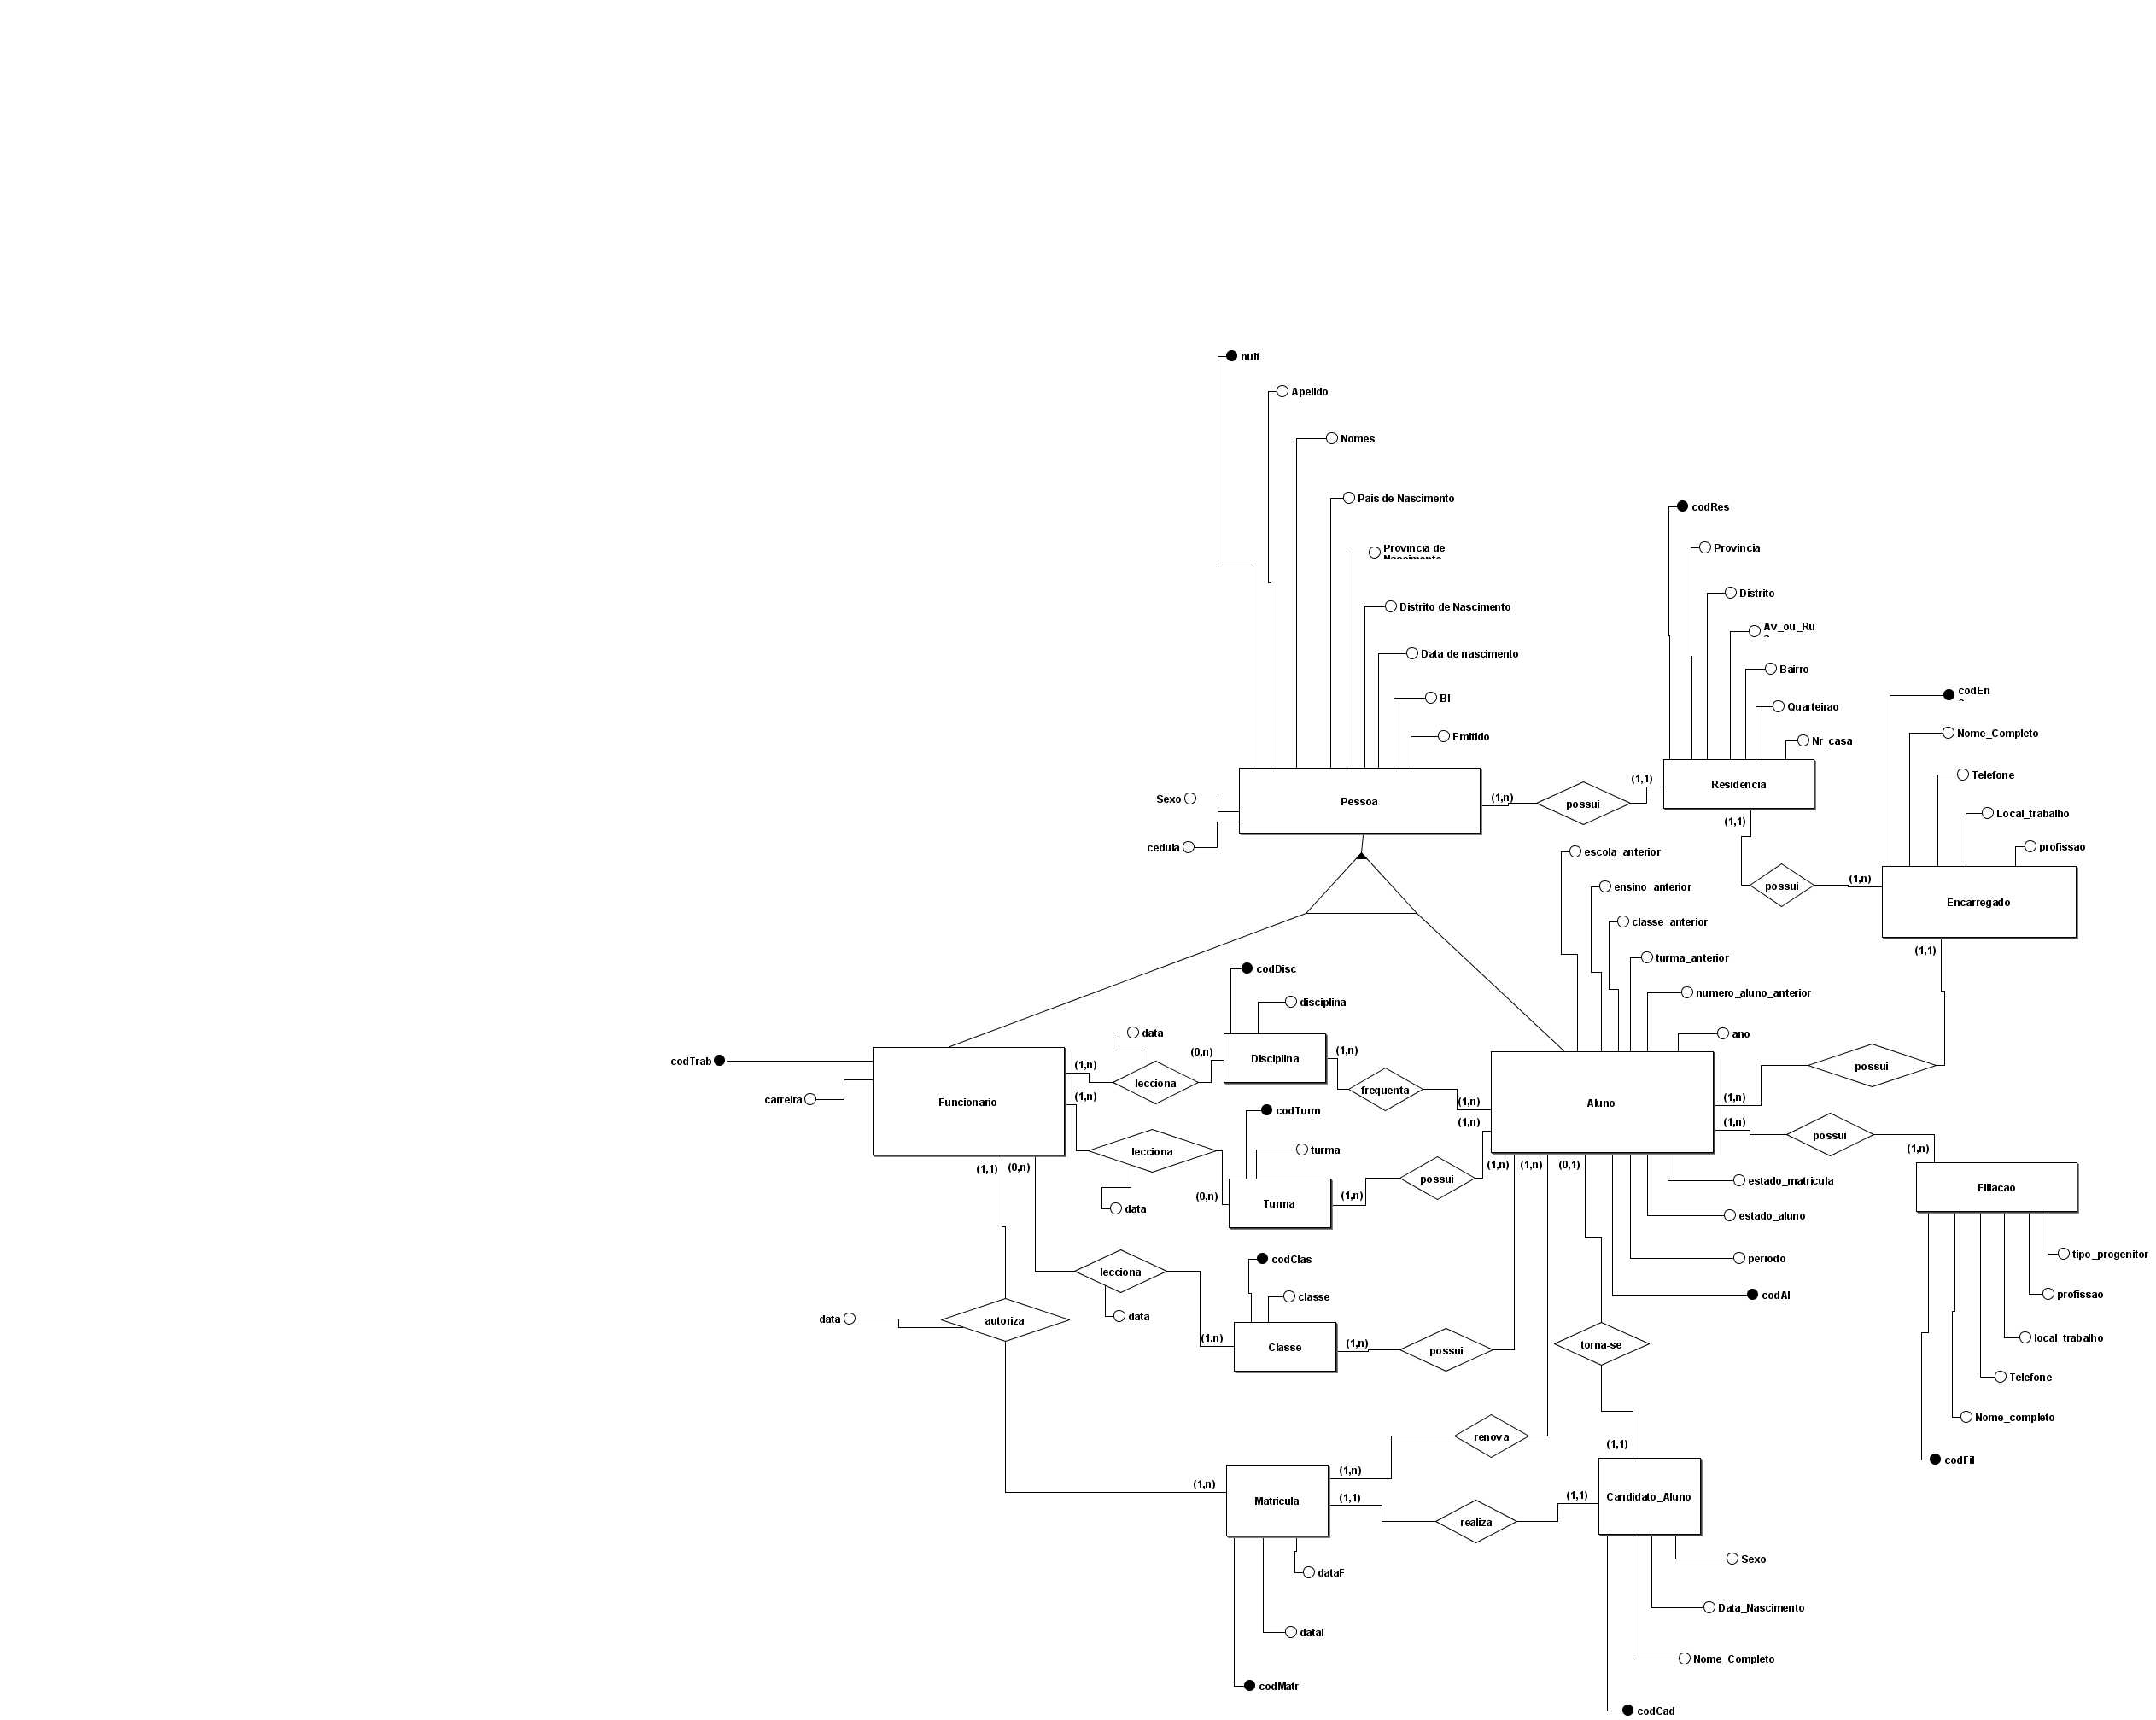 nuit
Apelido
Nomes
Pais de Nascimento
codRes
Provincia
Provincia de
Distrito
Distrito de Nascimento
Av_ou_Ru
Data de nascimento
Bairro
BI
codEn
Quarteirao
Emitido
Nome_Completo
Nr_casa
Telefone
(1,1)
Residencia
Sexo
Pessoa
(1,n)
possui
Local_trabalho
(1,1)
cedula
escola_anterior
profissao
possui
(1,n)
ensino_anterior
Encarregado
classe_anterior
(1,1)
turma_anterior
codDisc
numero_aluno_anterior
disciplina
data
ano
codTrab
(1,n)
(0,n)
Disciplina
(1,n)
possui
lecciona
frequenta
carreira
Funcionario
(1,n)
(1,n)
Aluno
(1,n)
codTurm
(1,n)
(1,n)
possui
turma
lecciona
(1,n)
(1,1)
(0,n)
(1,n)
(1,n)
(0,1)
possui
estado_matricula
Filiacao
(0,n)
Turma
(1,n)
data
estado_aluno
tipo_progenitor
codClas
periodo
lecciona
classe
codAl
profissao
data
autoriza
data
(1,n)
Classe
(1,n)
possui
torna-se
local_trabalho
Telefone
Nome_completo
renova
(1,1)
codFil
(1,n)
(1,n)
Matricula
(1,1)
(1,1)
Candidato_Aluno
realiza
Sexo
dataF
Data_Nascimento
dataI
Nome_Completo
codMatr
codCad